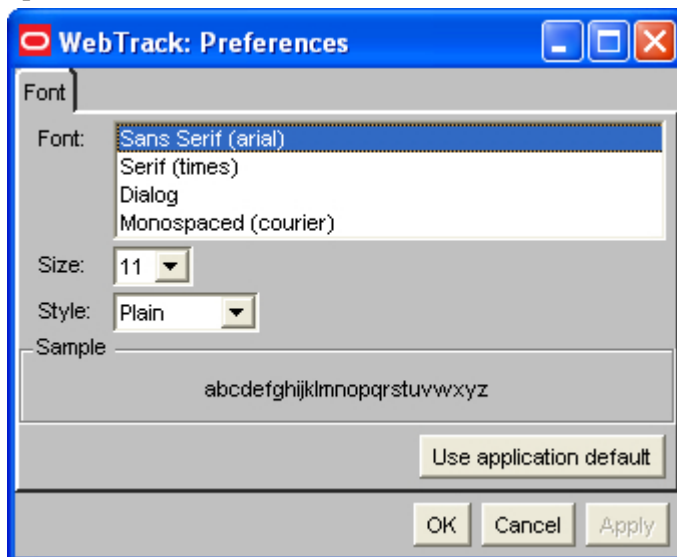 WebTrack: Preferences
Font
Font:
Sans Serif (arial)
Serif (times)
Dialog
Monospaced (courier)
Size: 11
Style: Plain
Sample
abcdefghijklmnopqrstuvwxyz
Use application default
OK Cancel Apply